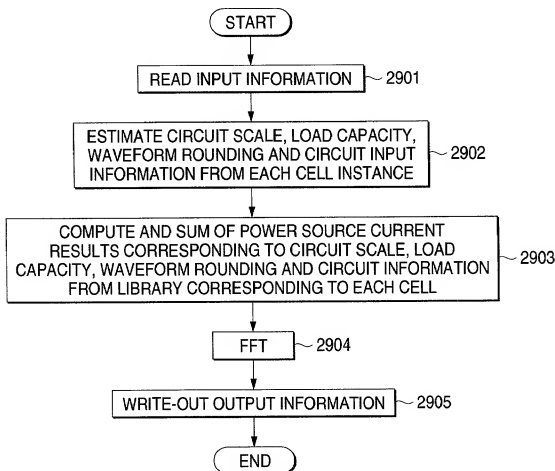 START
READ INPUT INFORMATION 2901
ESTIMATE CIRCUIT SCALE, LOAD CAPACITY,
WAVEFORM ROUNDING AND CIRCUIT INPUT
INFORMATION FROM EACH CELL INSTANCE
2902
COMPUTE AND SUM OF POWER SOURCE CURRENT
RESULTS CORRESPONDING TO CIRCUIT SCALE, LOAD
CAPACITY, WAVEFORM ROUNDING AND CIRCUIT INFORMATION
FROM LIBRARY CORRESPONDING TO EACH CELL
2903
FFT 2904
WRITE-OUT OUTPUT INFORMATION 2905
END